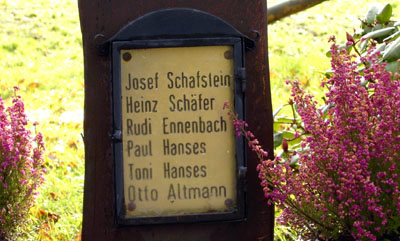 Josef Schafstein
Heinz Schäfer
Rudi Ennenbach
Paul Hanses
Toni Hanses
Otto Altmann